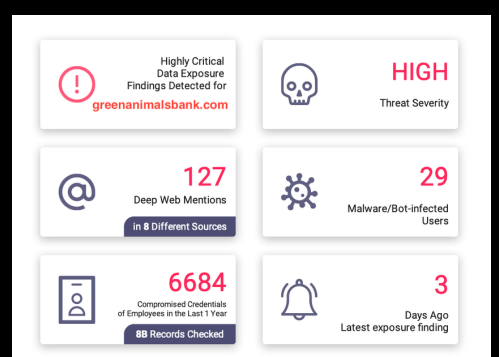 Highly Critical
Data Exposure
Findings Detected for
greenanimalsbank.com
HIGH
Threat Severity
127
Deep Web Mentions
in 8 Different Sources
29
Malware/Bot-infected
Users
6684
Compromised Credentials
of Employees in the Last 1 Year
8B Records Checked
3
Days Ago
Latest exposure finding